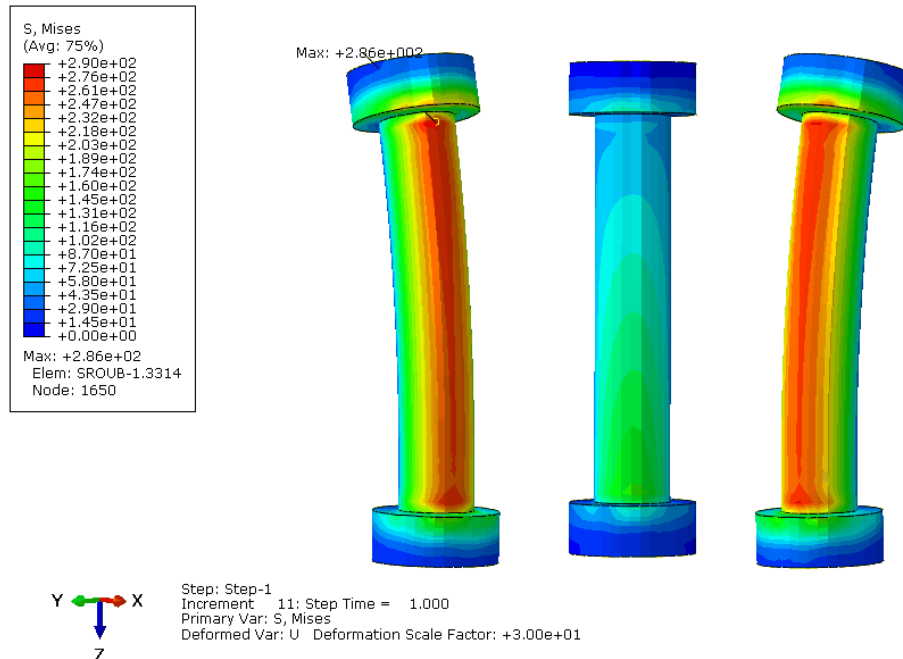 S, Mises
(Avg: 75%)
+2.90e+02
+2.76e+02
+2.61e+02
+2.47e+02
+2.32e+02
+2.18e+02
+2.03e+02
+1.89e+02
+1.74e+02
+1.60e+02
+1.45e+02
+1.31e+02
+1.16e+02
+1.02e+02
+8.70e+01
+7.25e+01
+5.80e+01
+4.35e+01
+2.90e+01
+1.45e+01
+0.00e+00
Max: +2.86e+02
Elem: SROUB-1.3314
Node: 1650
Max: +2.86e+002
Y X
Z
Step: Step-1
Increment 11: Step Time = 1.000
Primary Var: S, Mises
Deformed Var: U Deformation Scale Factor: +3.00e+01